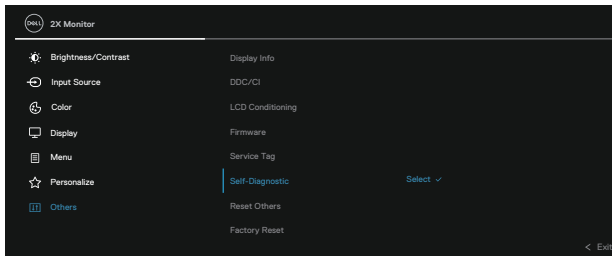 DELL 2X Monitor
Brightness/Contrast
Input Source
Color
Display
Menu
Personalize
Others
Display Info
DDC/CI
LCD Conditioning
Firmware
Service Tag
Self-Diagnostic Select
Reset Others
Factory Reset
< Exit